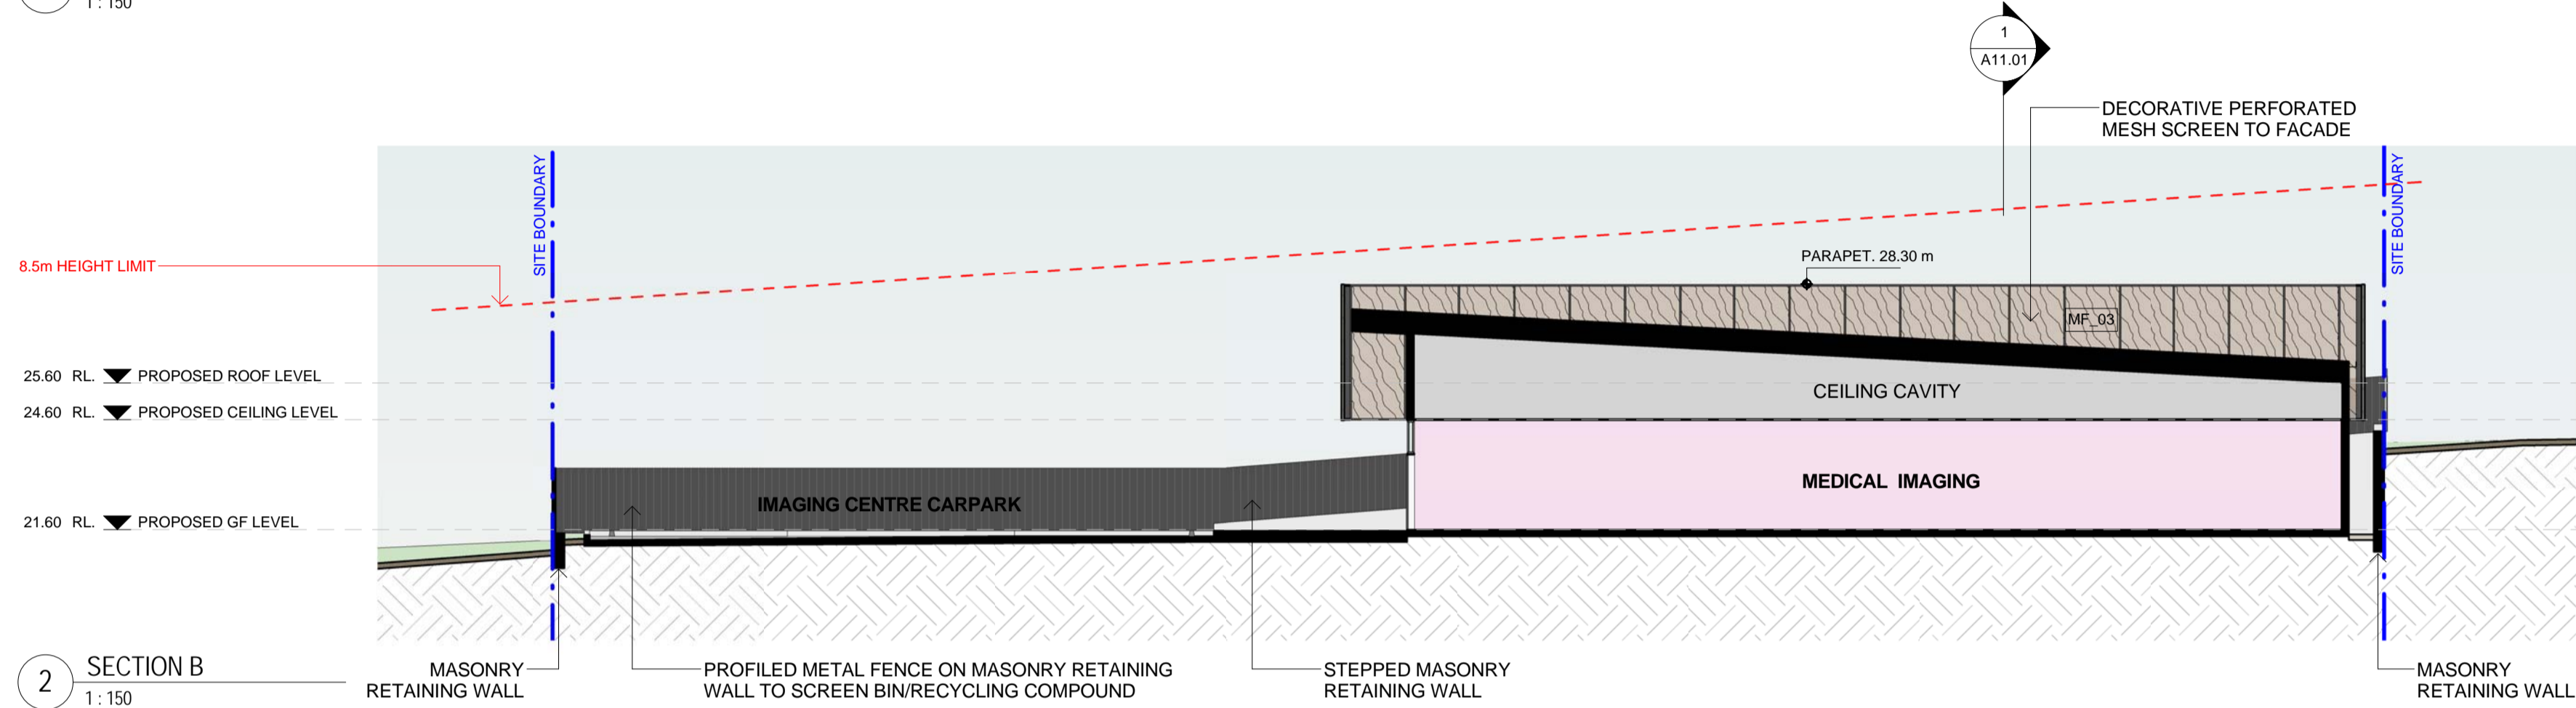 1 : 150
1
A11.01
DECORATIVE PERFORATED
MESH SCREEN TO FACADE
SITE BOUNDARY
SITE BOUNDARY
8.5m HEIGHT LIMIT
PARAPET. 28.30 m
MF_03
25.60 RL. PROPOSED ROOF LEVEL
CEILING CAVITY
24.60 RL. PROPOSED CEILING LEVEL
MEDICAL IMAGING
IMAGING CENTRE CARPARK
21.60 RL. PROPOSED GF LEVEL
2
SECTION B
1 : 150
MASONRY
RETAINING WALL
PROFILED METAL FENCE ON MASONRY RETAINING
WALL TO SCREEN BIN/RECYCLING COMPOUND
STEPPED MASONRY
RETAINING WALL
MASONRY
RETAINING WALL